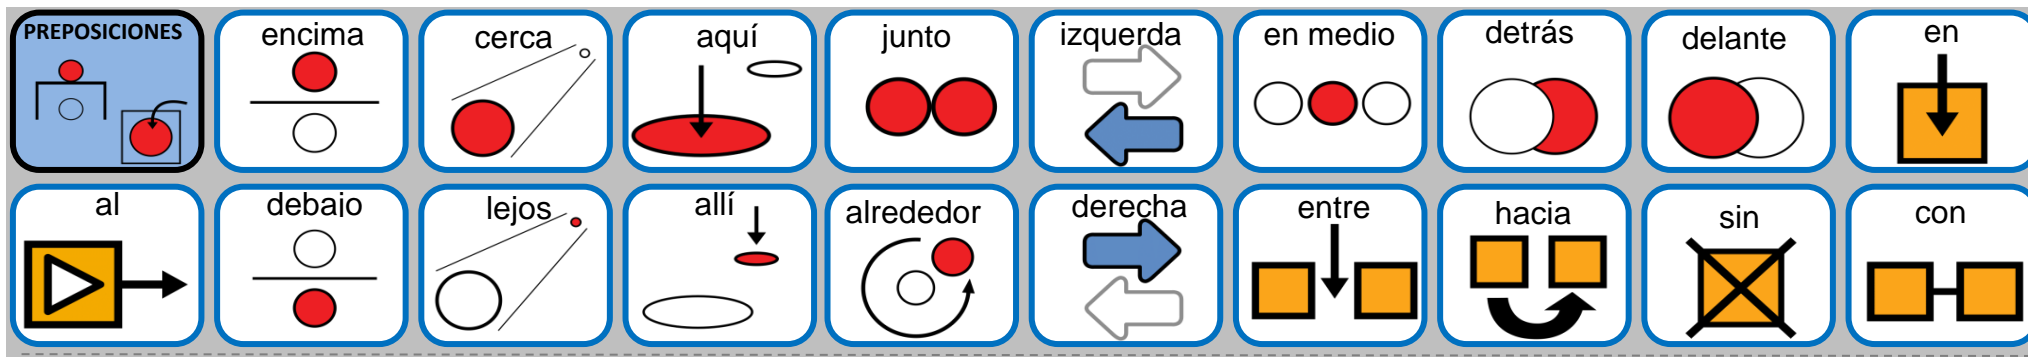 PREPOSICIONES
encima
cerca
aquí
junto
izquerda
en medio
detrás
delante
en
al
debajo
lejos
allí
alrededor
derecha
entre
hacia
sin
con